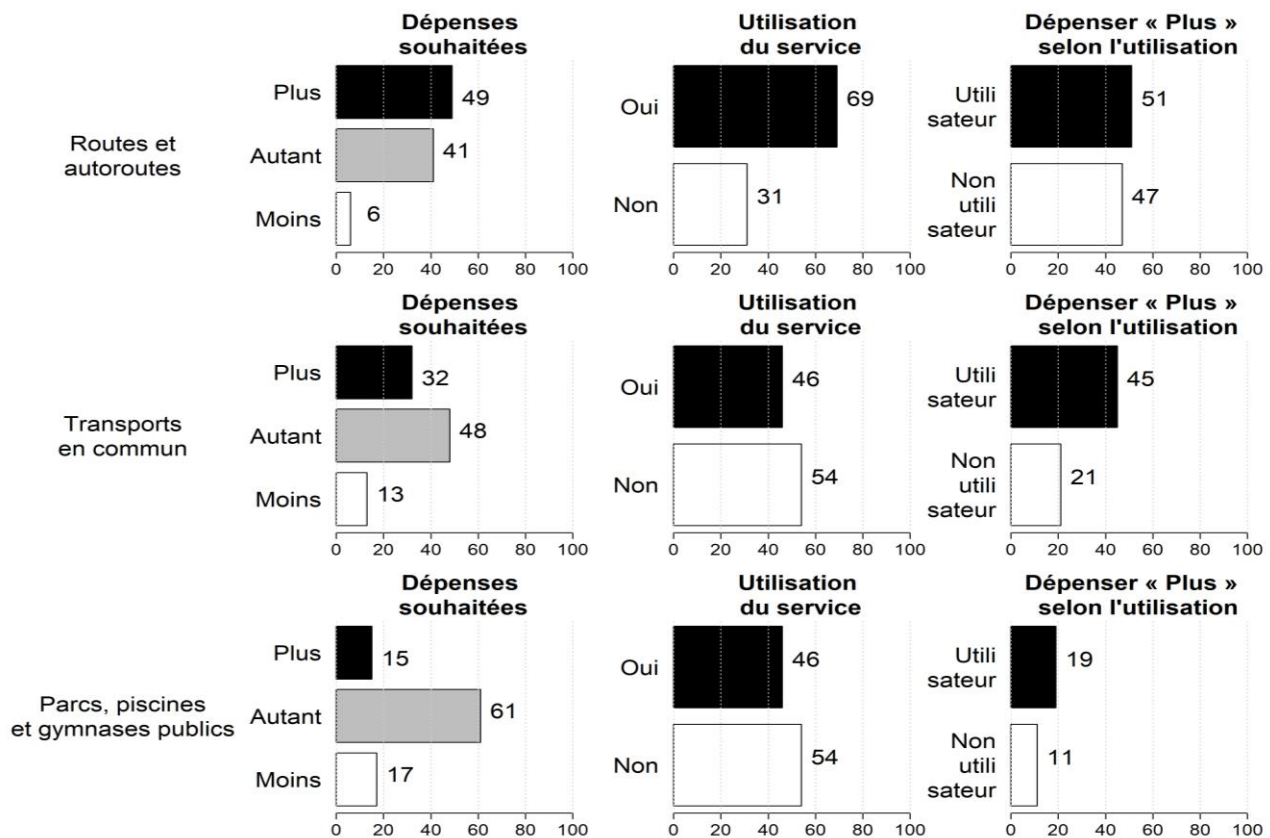 Dépenses
souhaitées
Utilisation
du service
Dépenser « Plus »
selon l'utilisation
Routes et
autoroutes
Plus
49
Autant
41
Moins
6
0 20 40 60 80 100
Oui
69
Non
31
0 20 40 60 80 100
Utili
sateur
51
Non
utili
sateur
47
0 20 40 60 80 100
Dépenses
souhaitées
Utilisation
du service
Dépenser « Plus »
selon l'utilisation
Transports
en commun
Plus
32
Autant
48
Moins
13
0 20 40 60 80 100
Oui
46
Non
54
0 20 40 60 80 100
Utili
sateur
45
Non
utili
sateur
21
0 20 40 60 80 100
Dépenses
souhaitées
Utilisation
du service
Dépenser « Plus »
selon l'utilisation
Parcs, piscines
et gymnases publics
Plus
15
Autant
61
Moins
17
0 20 40 60 80 100
Oui
46
Non
54
0 20 40 60 80 100
Utili
sateur
19
Non
utili
sateur
11
0 20 40 60 80 100